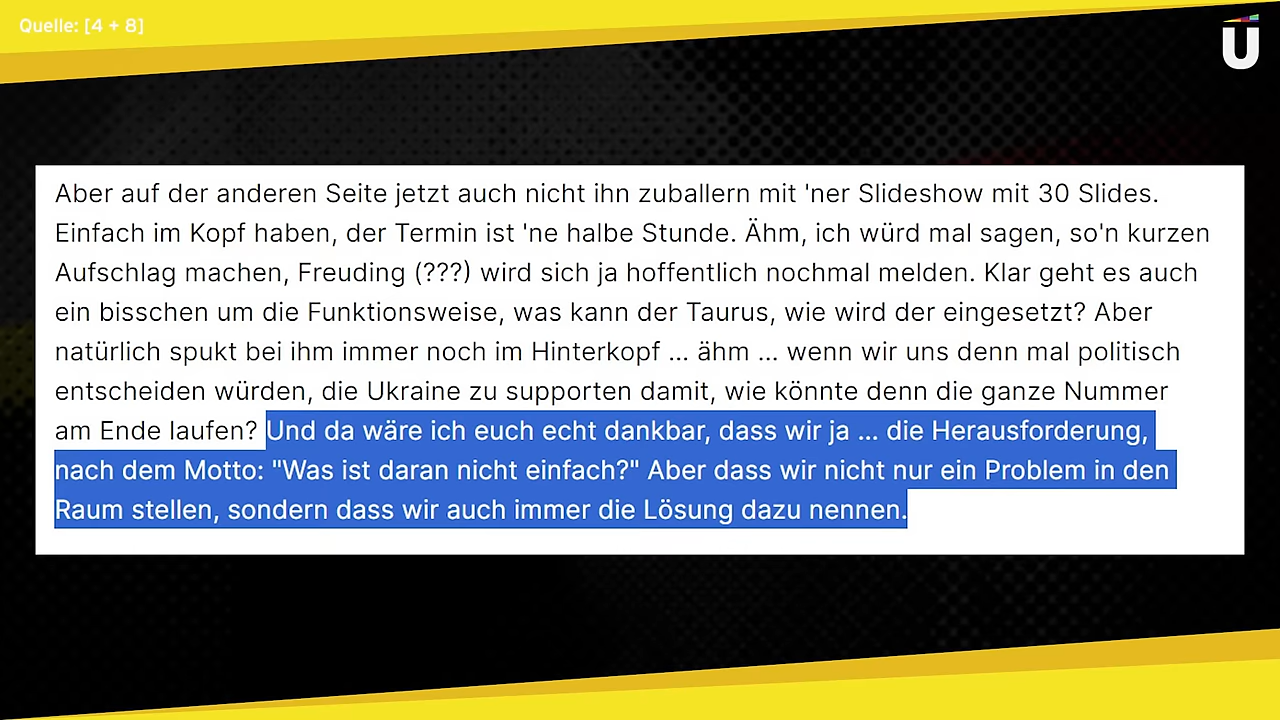 Quelle: [4 + 8]
U
Aber auf der anderen Seite jetzt auch nicht ihn zuballern mit 'ner Slideshow mit 30 Slides.
Einfach im Kopf haben, der Termin ist 'ne halbe Stunde. Ähm, ich würd mal sagen, so'n kurzen
Aufschlag machen, Freuding (???) wird sich ja hoffentlich nochmal melden. Klar geht es auch
ein bisschen um die Funktionsweise, was kann der Taurus, wie wird der eingesetzt? Aber
natürlich spukt bei ihm immer noch im Hinterkopf ... ähm ... wenn wir uns denn mal politisch
entscheiden würden, die Ukraine zu supporten damit, wie könnte denn die ganze Nummer
am Ende laufen? Und da wäre ich euch echt dankbar, dass wir ja ... die Herausforderung,
nach dem Motto: "Was ist daran nicht einfach?" Aber dass wir nicht nur ein Problem in den
Raum stellen, sondern dass wir auch immer die Lösung dazu nennen.